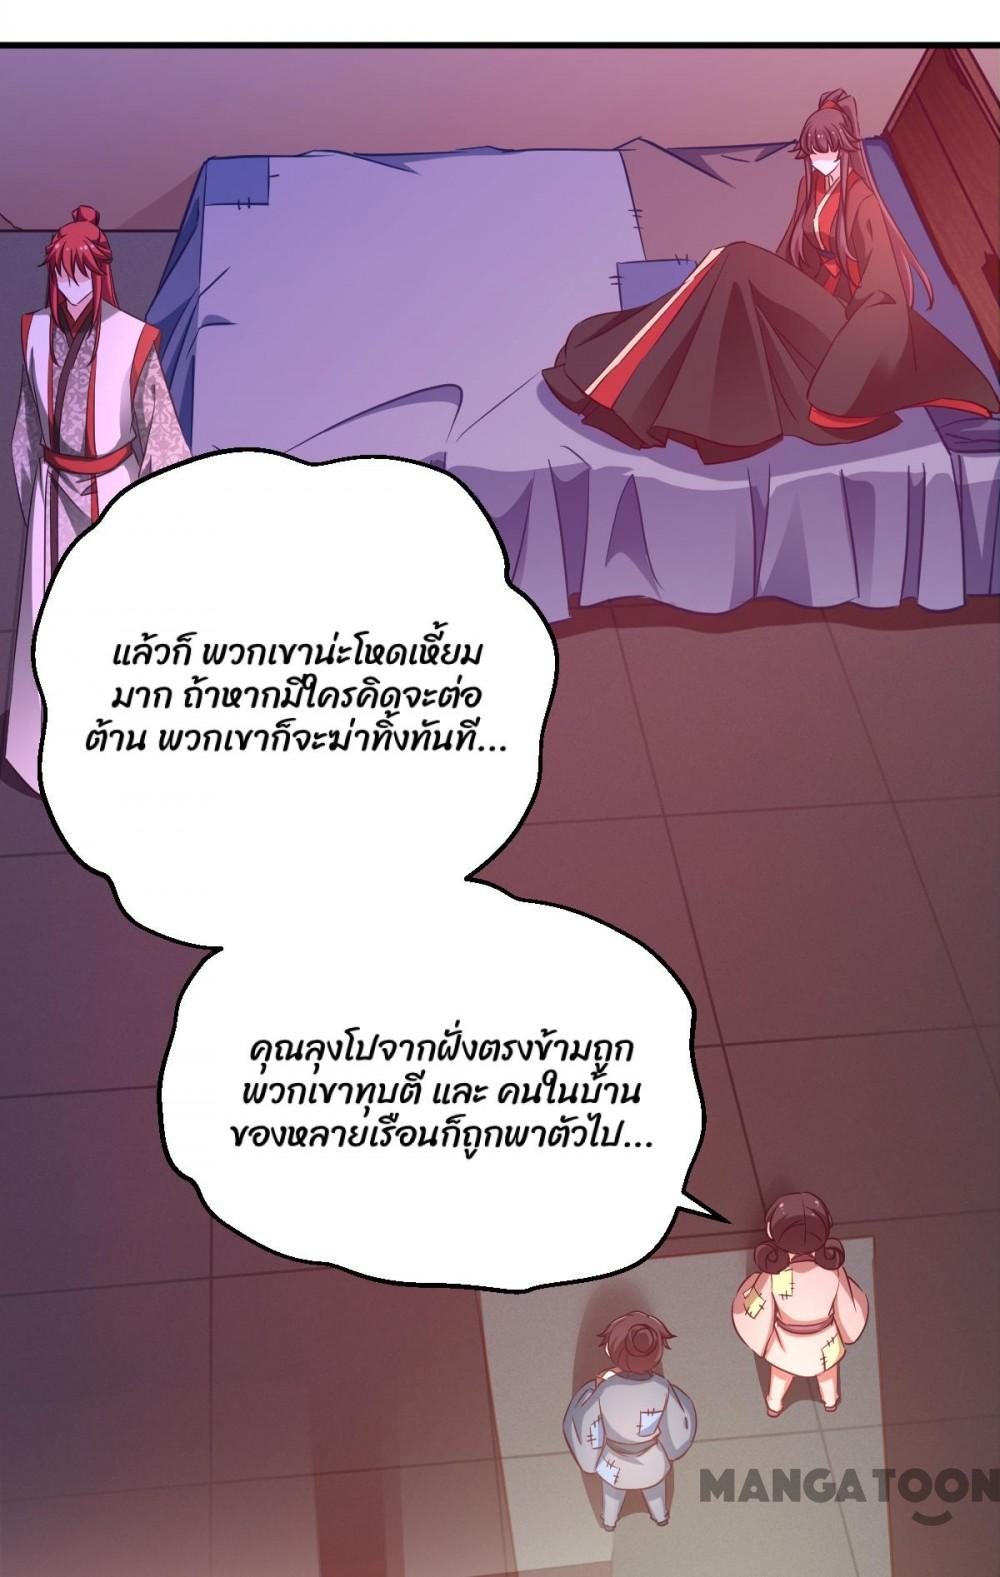 แล้วก็ พวกเขาน่ะโหดเหี้ยม
มาก ถ้าหากมีใครคิดจะต่อ
ต้าน พวกเขาก็จะฆ่าทิ้งทันที...
คุณลุงโปจากฝั่งตรงข้ามถูก
พวกเขาทุบตี และ คนในบ้าน
ของหลายเรือนก็ถูกพาตัวไป...
MANGATOON